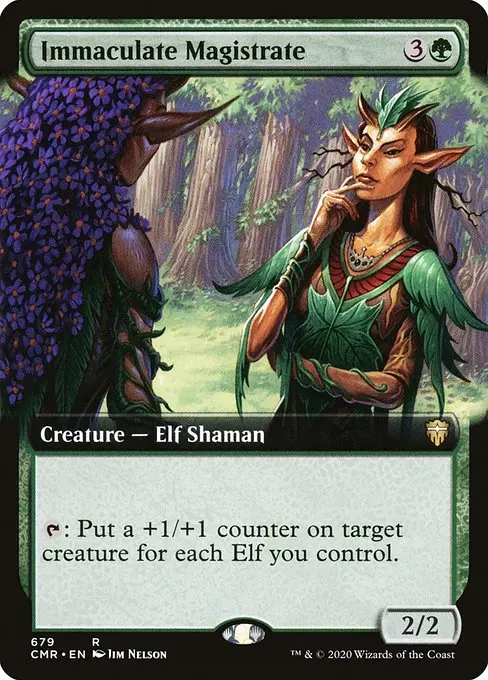 Immaculate Magistrate 3
Creature — Elf Shaman
: Put a +1/+1 counter on target
creature for each Elf you control.
2/2
679 R
CMR • EN Jim Nelson
™ & © 2020 Wizards of the Coast